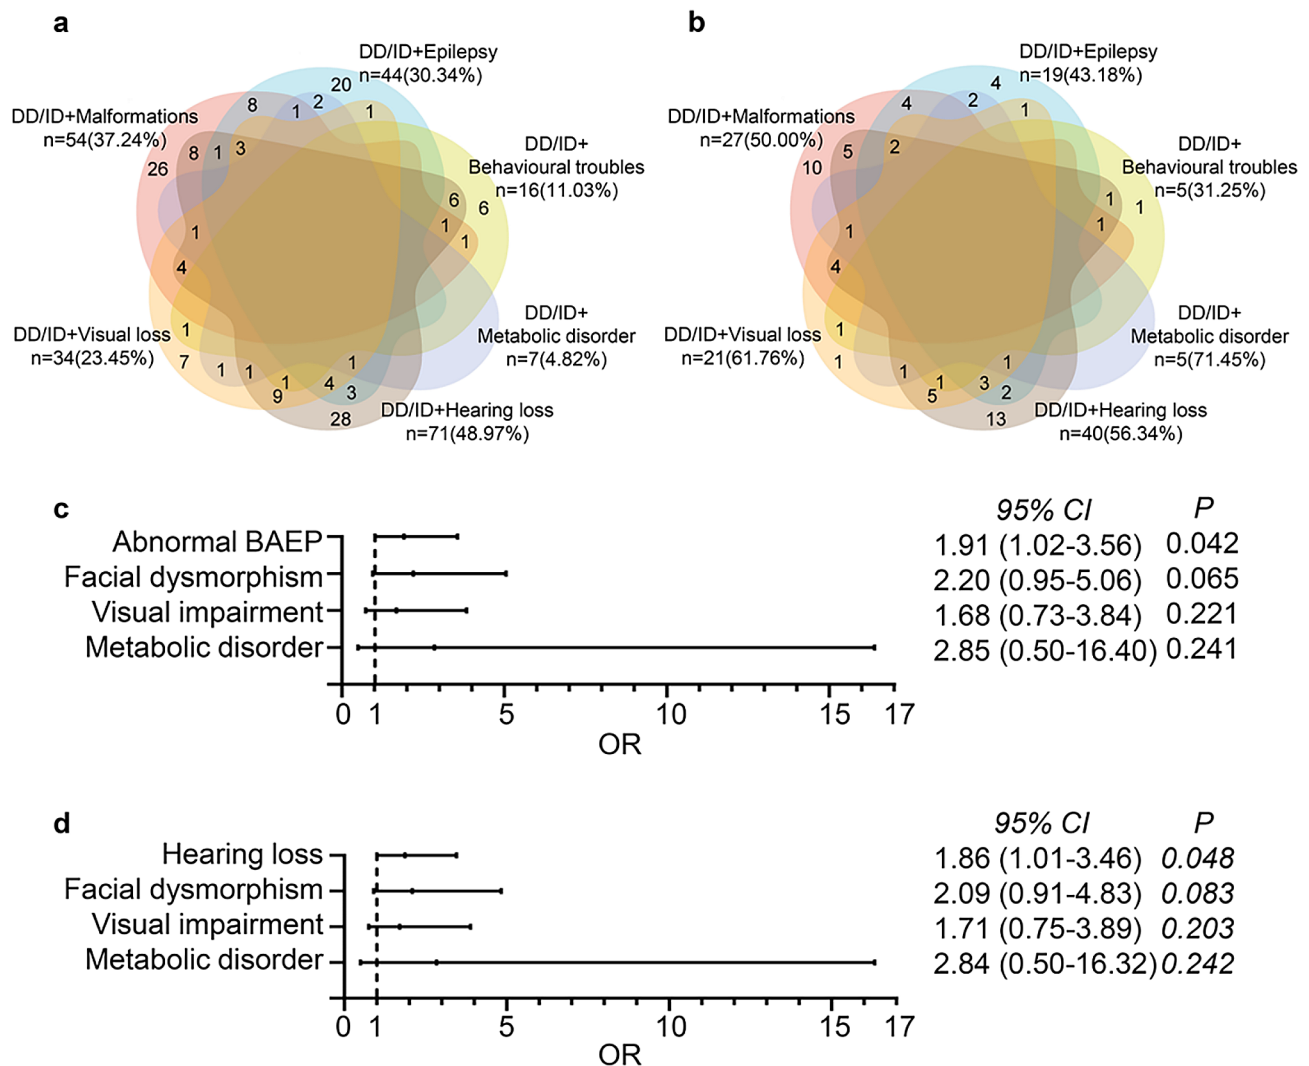 a
DD/ID+Epilepsy
n=44(30.34%)
20
8
1
2
1
DD/ID+Malformations
n=54(37.24%)
26
8
1
3
DD/ID+
Behavioural troubles
n=16(11.03%)
6
6
1
1
1
4
DD/ID+
Metabolic disorder
n=7(4.82%)
DD/ID+Visual loss
n=34(23.45%)
1
7
1
1
1
9
4
1
3
28
DD/ID+Hearing loss
n=71(48.97%)
b
DD/ID+Epilepsy
n=19(43.18%)
4
4
2
1
DD/ID+Malformations
n=27(50.00%)
10
5
2
DD/ID+
Behavioural troubles
n=5(31.25%)
1
1
1
1
4
DD/ID+
Metabolic disorder
n=5(71.45%)
DD/ID+Visual loss
n=21(61.76%)
1
1
1
1
5
3
1
2
13
DD/ID+Hearing loss
n=40(56.34%)
c
95% CI P
Abnormal BAEP 1.91 (1.02-3.56) 0.042
Facial dysmorphism 2.20 (0.95-5.06) 0.065
Visual impairment 1.68 (0.73-3.84) 0.221
Metabolic disorder 2.85 (0.50-16.40) 0.241
0 1 5 10 15 17
OR
d
95% CI P
Hearing loss 1.86 (1.01-3.46) 0.048
Facial dysmorphism 2.09 (0.91-4.83) 0.083
Visual impairment 1.71 (0.75-3.89) 0.203
Metabolic disorder 2.84 (0.50-16.32) 0.242
0 1 5 10 15 17
OR